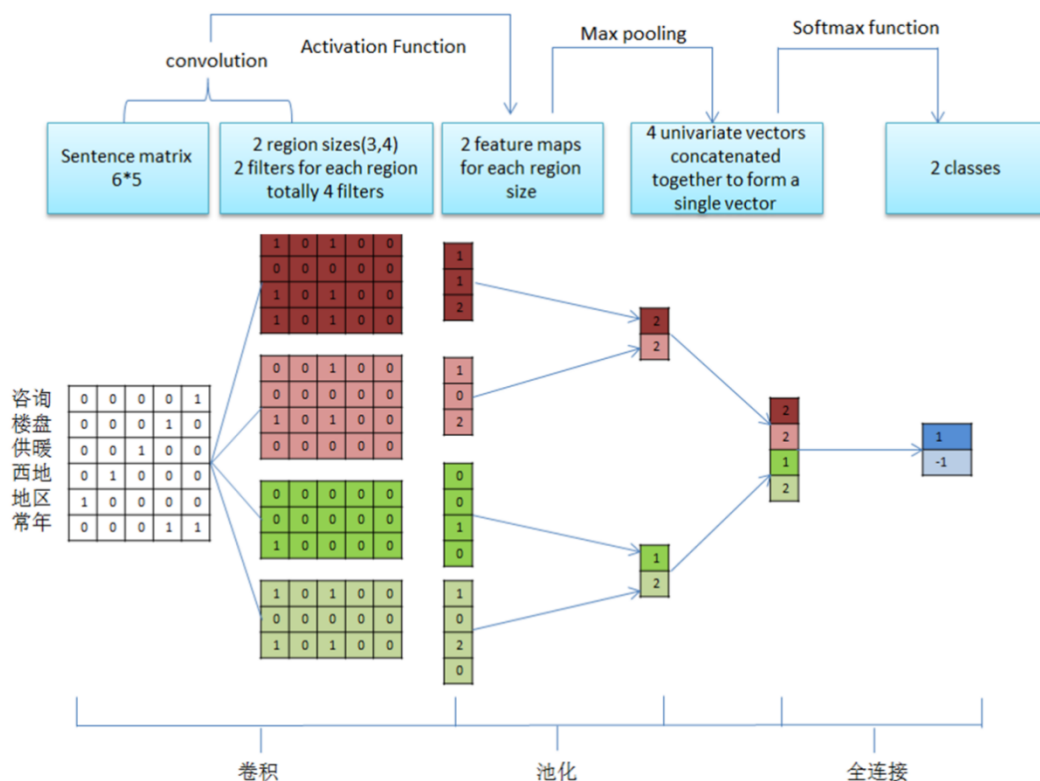 convolution
Activation Function
Max pooling
Softmax function
Sentence matrix
6*5
2 region sizes(3,4)
2 filters for each region
totally 4 filters
2 feature maps
for each region
size
4 univariate vectors
concatenated
together to form a
single vector
2 classes
咨询
楼盘
供暖
西地
地区
常年
0 0 0 0 1
0 0 0 1 0
0 0 1 0 0
0 1 0 0 0
1 0 0 0 0
0 0 0 1 1
1 0 1 0 0
0 0 0 0 0
1 0 1 0 0
1 0 1 0 0
0 0 1 0 0
0 0 0 0 0
1 0 1 0 0
0 0 0 0 0
0 0 0 0 0
0 0 0 0 0
1 0 0 0 0
1 0 1 0 0
0 0 0 0 0
1 0 1 0 0
1
1
2
1
0
2
0
0
1
0
1
0
2
0
2
2
1
2
2
2
1
2
1
-1
卷积
池化
全连接